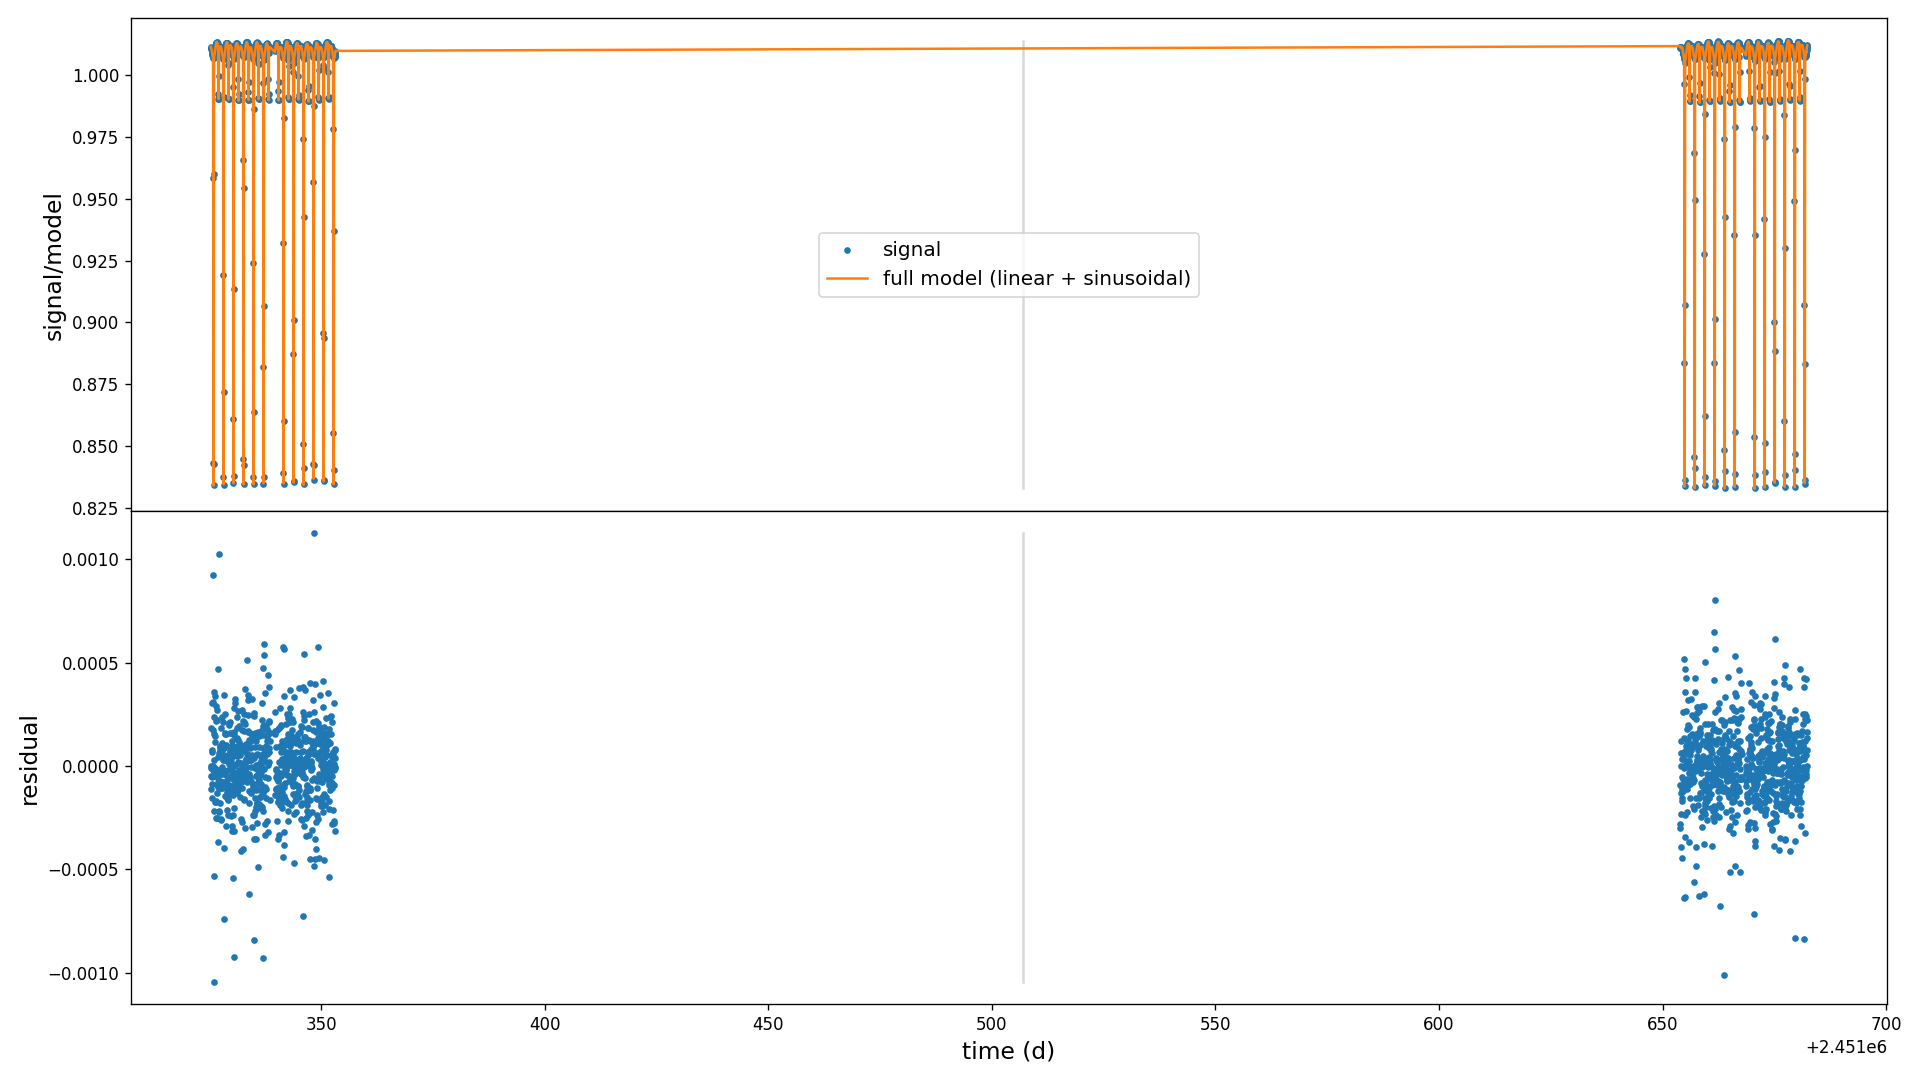 signal/model
1.000
0.975
0.950
0.925
0.900
0.875
0.850
0.825
signal
full model (linear + sinusoidal)
residual
0.0010
0.0005
0.0000
−0.0005
−0.0010
350 400 450 500 550 600 650 700
time (d)
+2.451e6